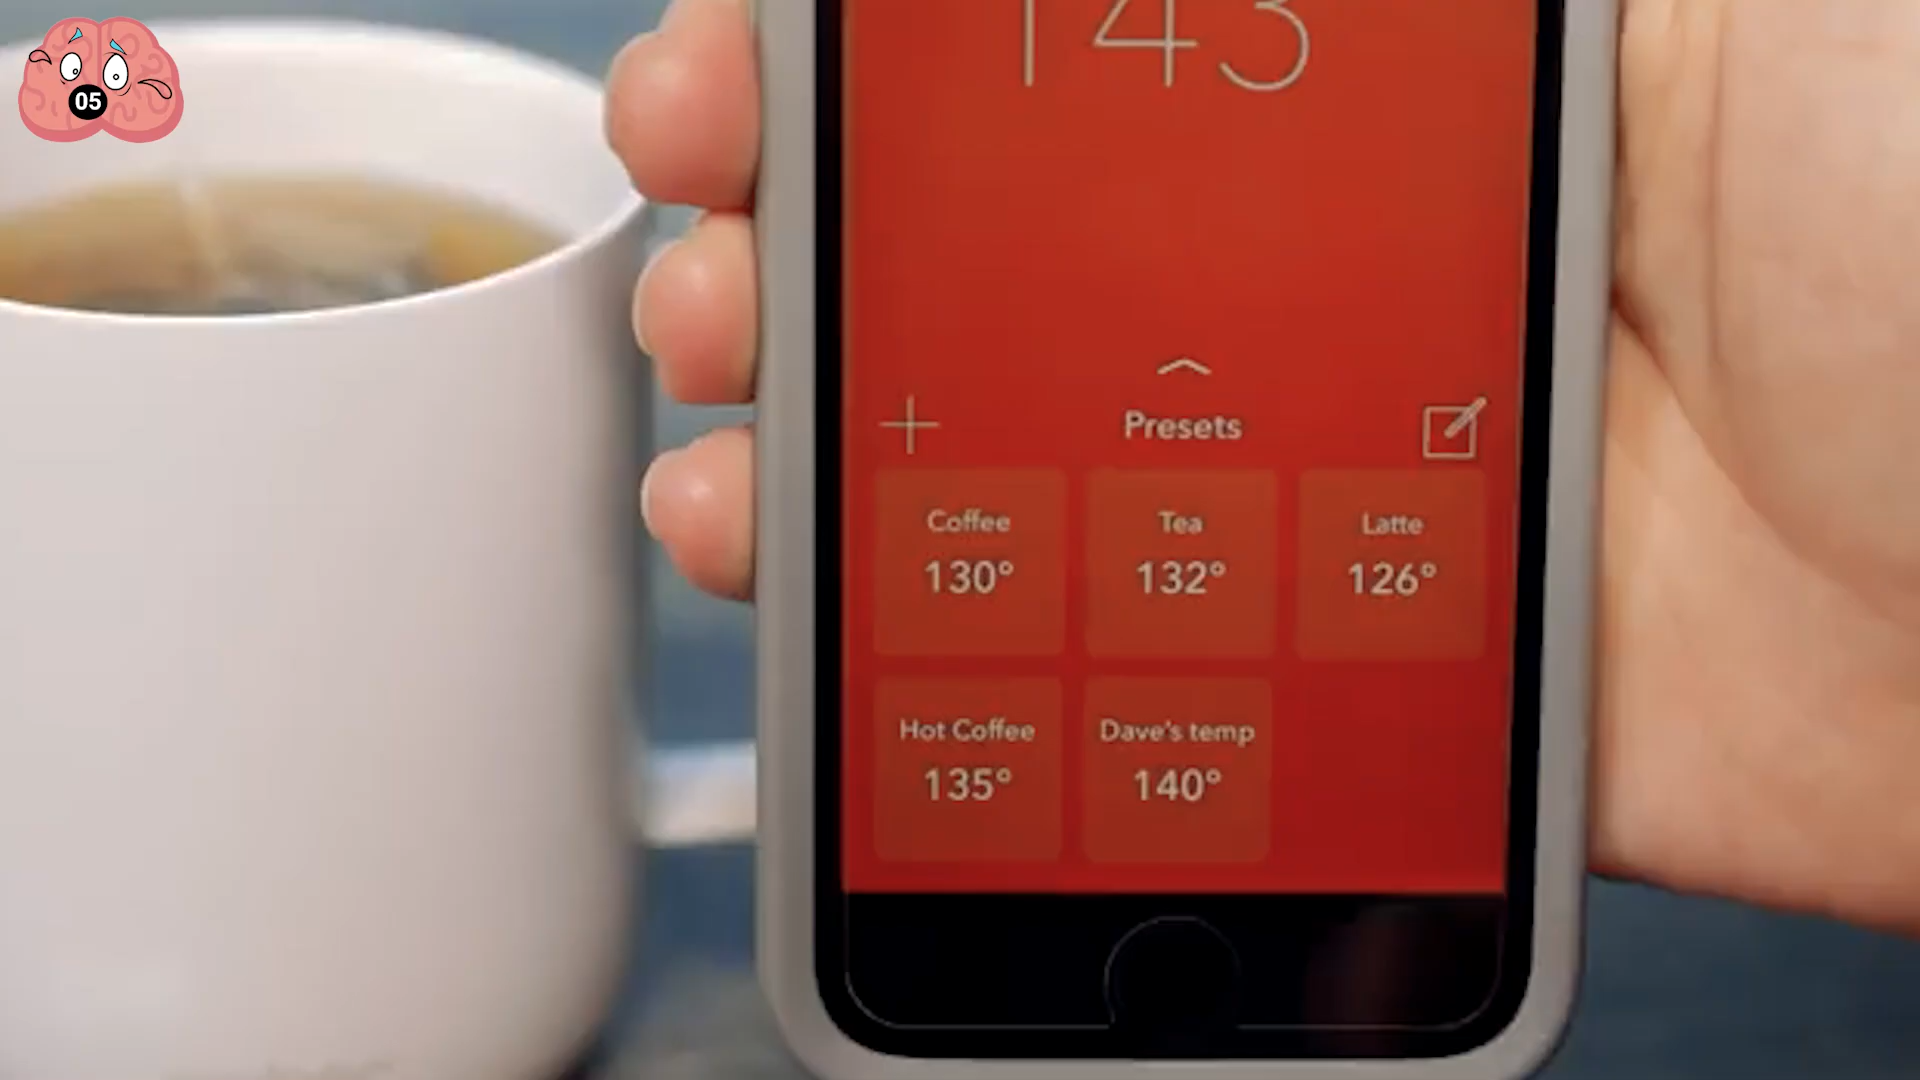 05
143
Presets
Coffee
130°
Tea
132°
Latte
126°
Hot Coffee
135°
Dave's temp
140°